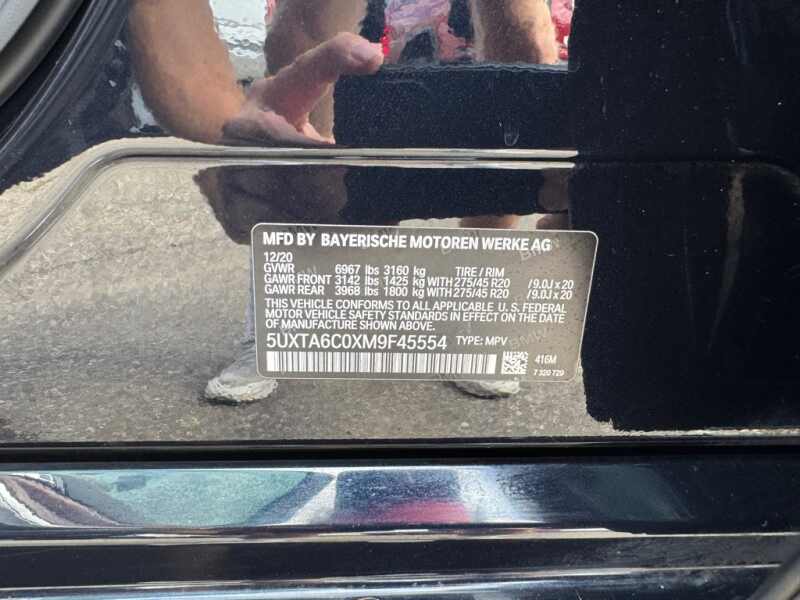 MFD BY BAYERISCHE MOTOREN WERKE AG
12/20
GVWR 6967 lbs 3160 kg TIRE / RIM
GAWR FRONT 3142 lbs 1425 kg WITH 275/45 R20 / 9.0J x 20
GAWR REAR 3968 lbs 1800 kg WITH 275/45 R20 / 9.0J x 20
THIS VEHICLE CONFORMS TO ALL APPLICABLE U.S. FEDERAL
MOTOR VEHICLE SAFETY STANDARDS IN EFFECT ON THE DATE
OF MANUFACTURE SHOWN ABOVE.
5UXTA6C0XM9F45554 TYPE: MPV
416M
7 320 729